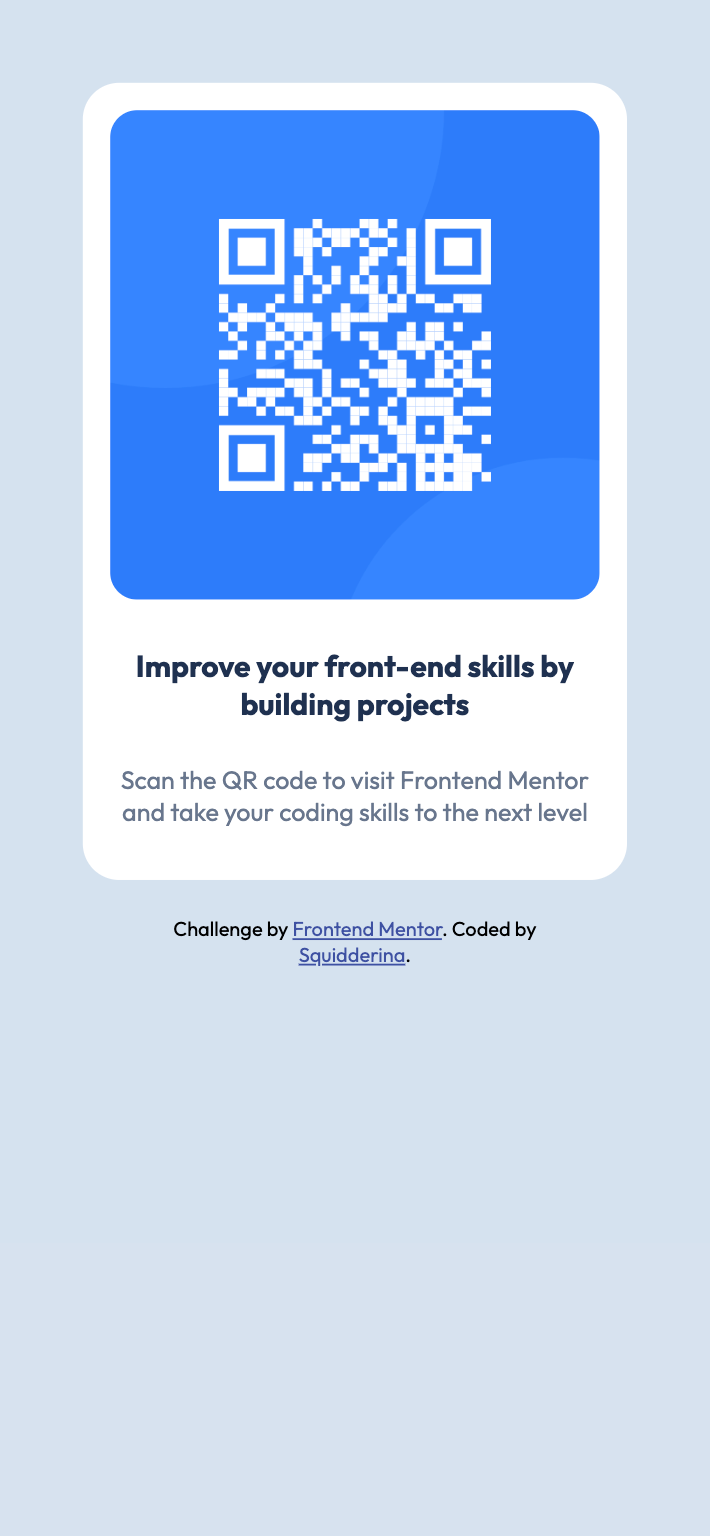 Improve your front-end skills by
building projects
Scan the QR code to visit Frontend Mentor
and take your coding skills to the next level
Challenge by Frontend Mentor. Coded by
Squidderina.